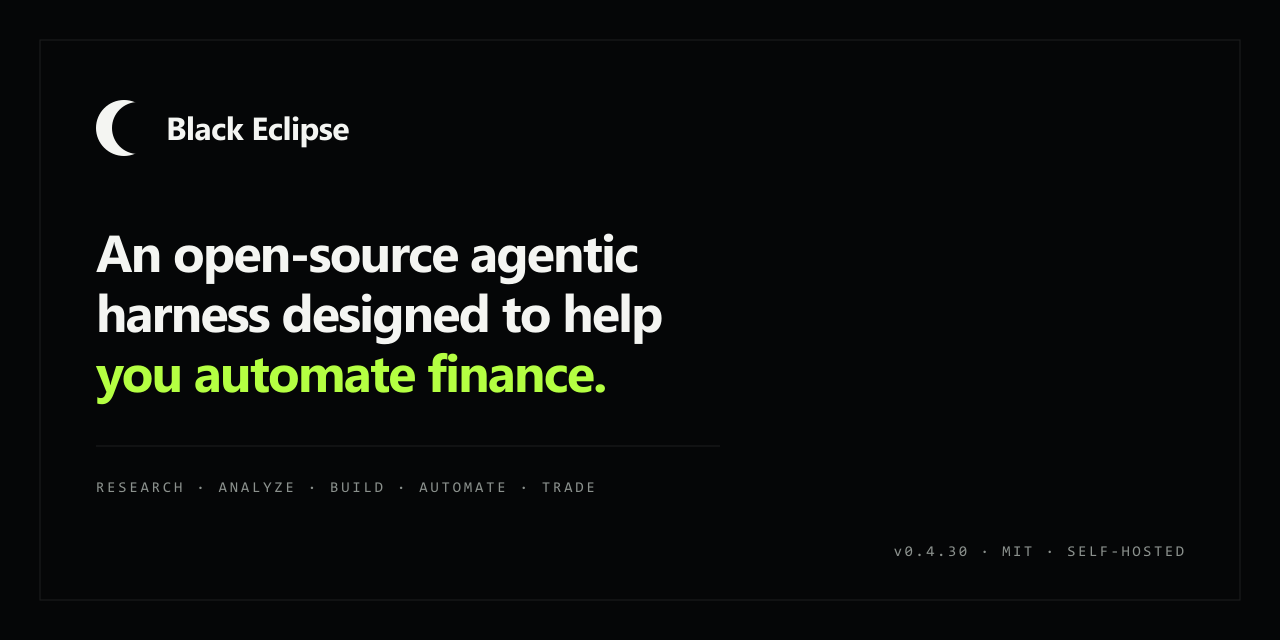 Black Eclipse
An open-source agentic
harness designed to help
you automate finance.
RESEARCH · ANALYZE · BUILD · AUTOMATE · TRADE
v0.4.30 · MIT · SELF-HOSTED